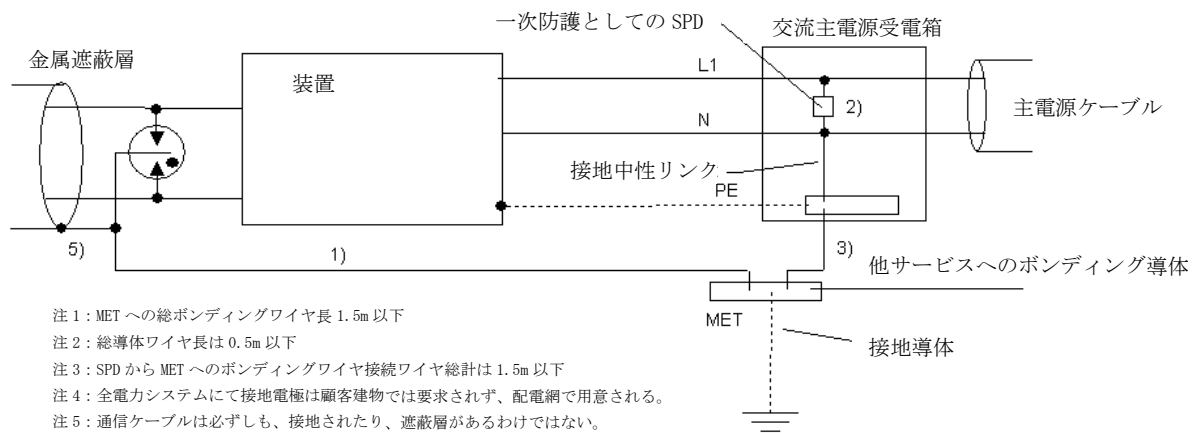 一次防護としての SPD
交流主電源受電箱
金属遮蔽層
装置
L1
2)
主電源ケーブル
N
接地中性リンク
PE
5)
1)
3)
他サービスへのボンディング導体
MET
接地導体
注 1：MET への総ボンディングワイヤ長 1.5m 以下
注 2：総導体ワイヤ長は 0.5m 以下
注 3：SPD から MET へのボンディングワイヤ接続ワイヤ総計は 1.5m 以下
注 4：全電力システムにて接地電極は顧客建物では要求されず、配電網で用意される。
注 5：通信ケーブルは必ずしも、接地されたり、遮蔽層があるわけではない。